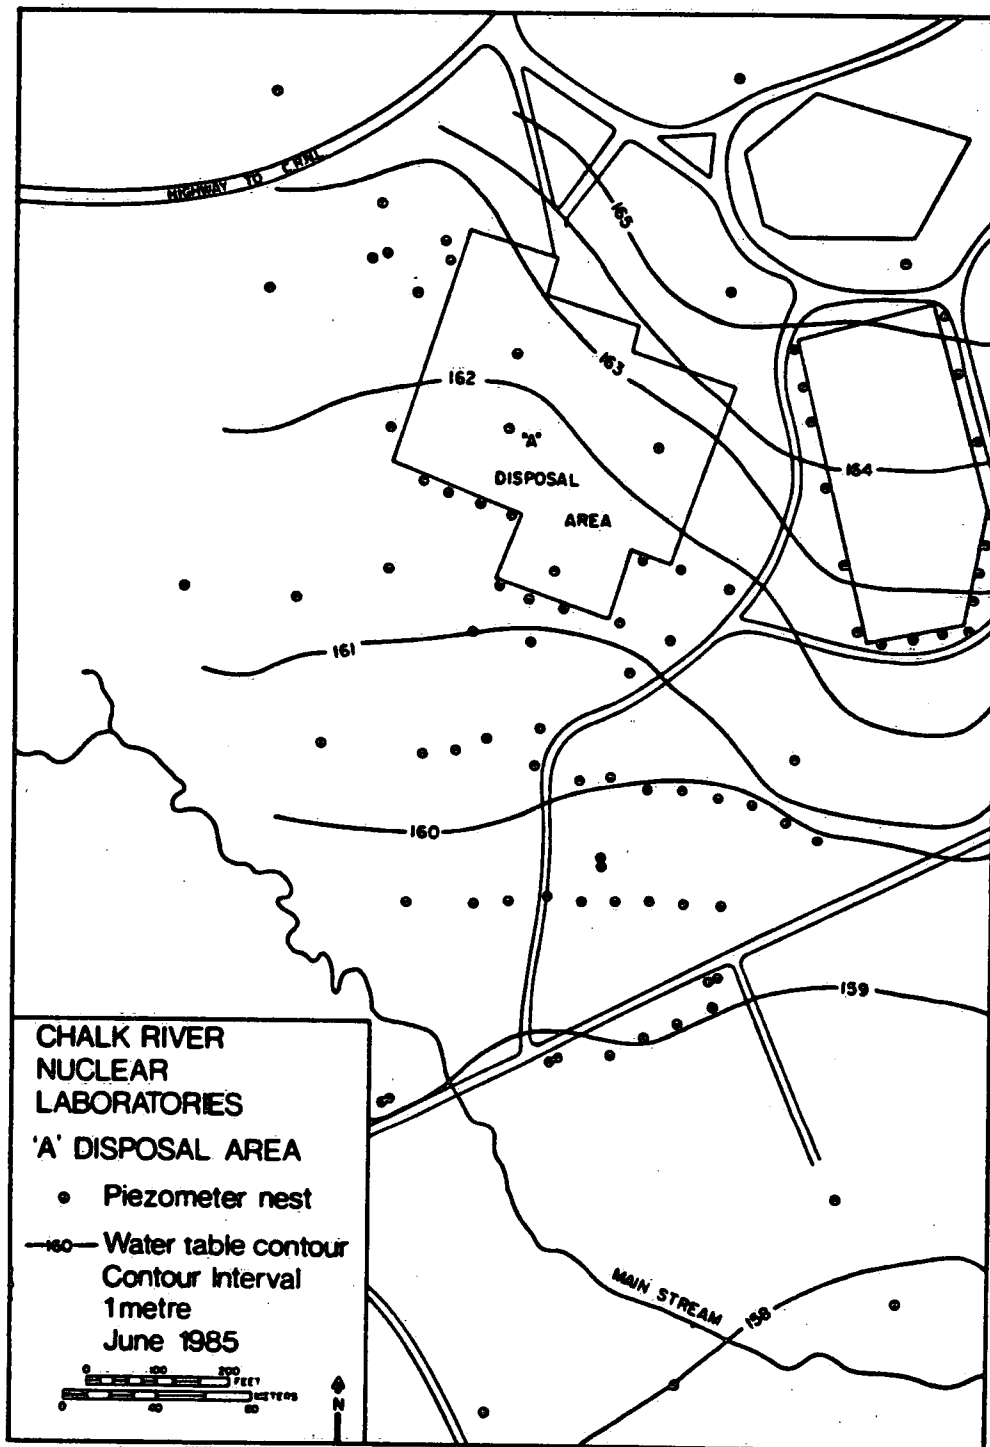 HIGHWAY TO C.R.N.L.
165
163
162
"A"
DISPOSAL
AREA
164
161
160
159
CHALK RIVER
NUCLEAR
LABORATORIES
'A' DISPOSAL AREA
Piezometer nest
160 Water table contour
Contour Interval
1 metre
June 1985
0 100 200
FEET
METERS
0 40 80
N
MAIN STREAM
158